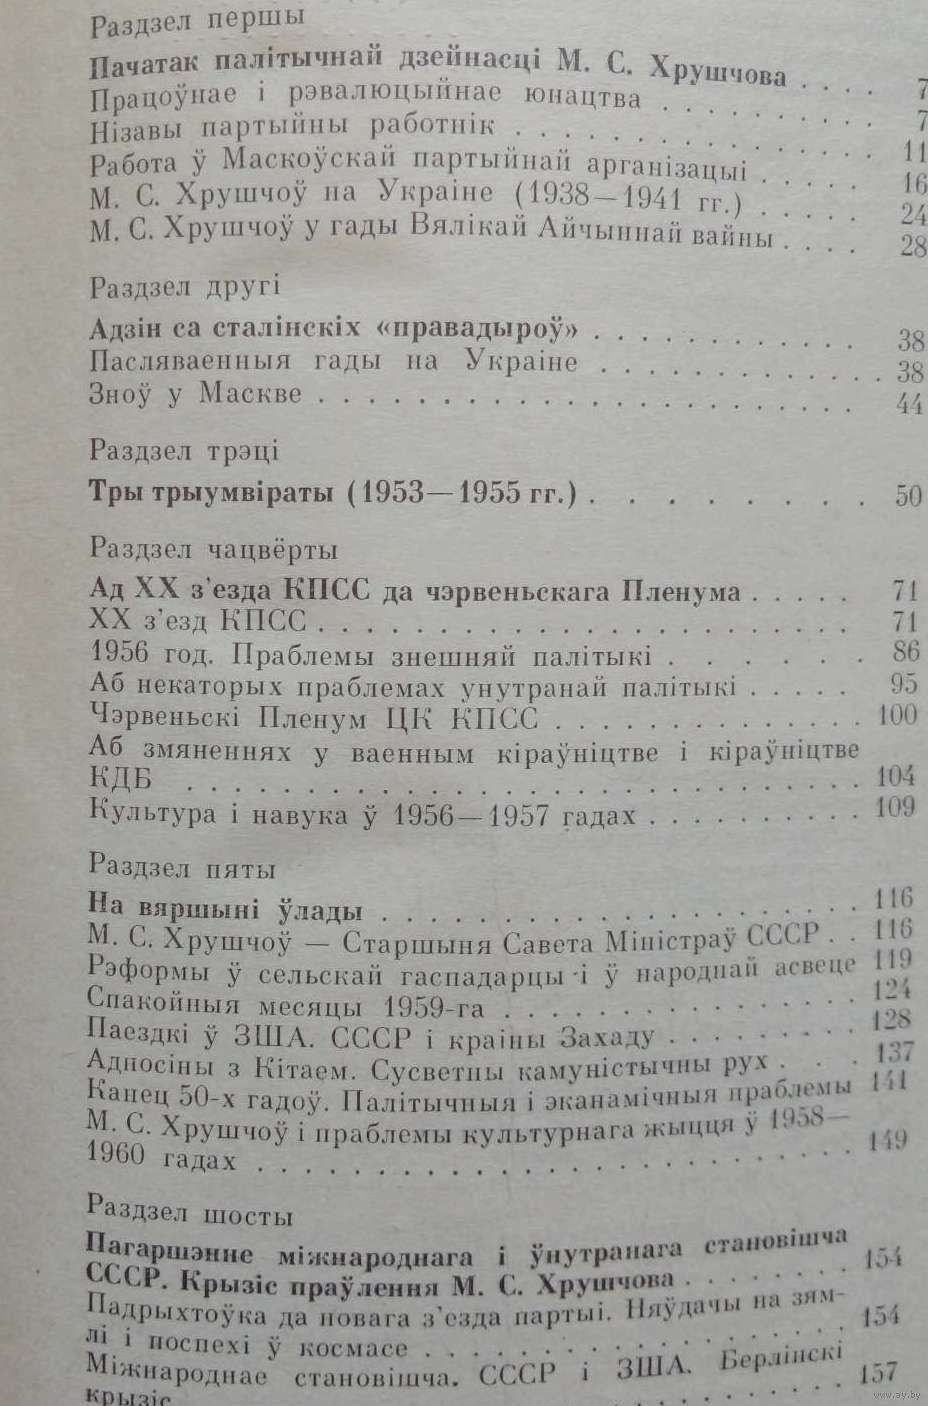 Раздзел першы
Пачатак палітычнай дзейнасці М. С. Хрушчова . . . . 7
Працоўнае і рэвалюцыйнае юнацтва . . . . . . . . 7
Нізавы партыйны работнік . . . . . . . . . . . . . 11
Работа ў Маскоўскай партыйнай арганізацыі . . . . . 16
М. С. Хрушчоў на Украіне (1938—1941 гг.) . . . . . 24
М. С. Хрушчоў у гады Вялікай Айчыннай вайны . . . . 28
Раздзел другі
Адзін са сталінскіх «правадыроў» . . . . . . . . . . . 38
Пасляваенныя гады на Украіне . . . . . . . . . . . . 38
Зноў у Маскве . . . . . . . . . . . . . . . . . . . . 44
Раздзел трэці
Тры трыумвіраты (1953—1955 гг.) . . . . . . . . 50
Раздзел чацвёрты
Ад XX з'езда КПСС да чэрвеньскага Пленума . . . . . 71
XX з'езд КПСС . . . . . . . . . . . . . . . . . . . . . 71
1956 год. Праблемы знешняй палітыкі . . . . . . 86
Аб некаторых праблемах унутранай палітыкі . . . . . 95
Чэрвеньскі Пленум ЦК КПСС . . . . . . . . . . . . . 100
Аб змяненнях у ваенным кіраўніцтве і кіраўніцтве
КДБ . . . . . . . . . . . . . . . . . . . . . . . . . 104
Культура і навука ў 1956—1957 гадах . . . . . . . . . 109
Раздзел пяты
На вяршыні ўлады . . . . . . . . . . . . . . . . . . 116
М. С. Хрушчоў — Старшыня Савета Міністраў СССР . . 116
Рэформы ў сельскай гаспадарцы і ў народнай асвеце 119
Спакойныя месяцы 1959-га . . . . . . . . . . . . . 124
Паездкі ў ЗША. СССР і краіны Захаду . . . . . . . . 128
Адносіны з Кітаем. Сусветны камуністычны рух . . . 137
Канец 50-х гадоў. Палітычныя і эканамічныя праблемы 141
М. С. Хрушчоў і праблемы культурнага жыцця ў 1958—
1960 гадах . . . . . . . . . . . . . . . . . . . . . . 149
Раздзел шосты
Пагаршэнне міжнароднага і ўнутранага становішча
СССР. Крызіс праўлення М. С. Хрушчова . . . . . . . 154
Падрыхтоўка да новага з'езда партыі. Няўдачы на зям-
лі і поспехі ў космасе . . . . . . . . . . . . . . . 154
Міжнароднае становішча. СССР і ЗША. Берлінскі
крызіс . . . . . . . . . . . . . . . . . . . . . . 157
www.ay.by